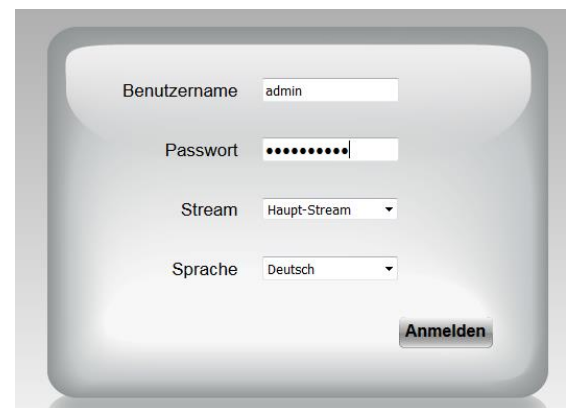 Benutzername admin
Passwort ••••••••••
Stream Haupt-Stream
Sprache Deutsch
Anmelden